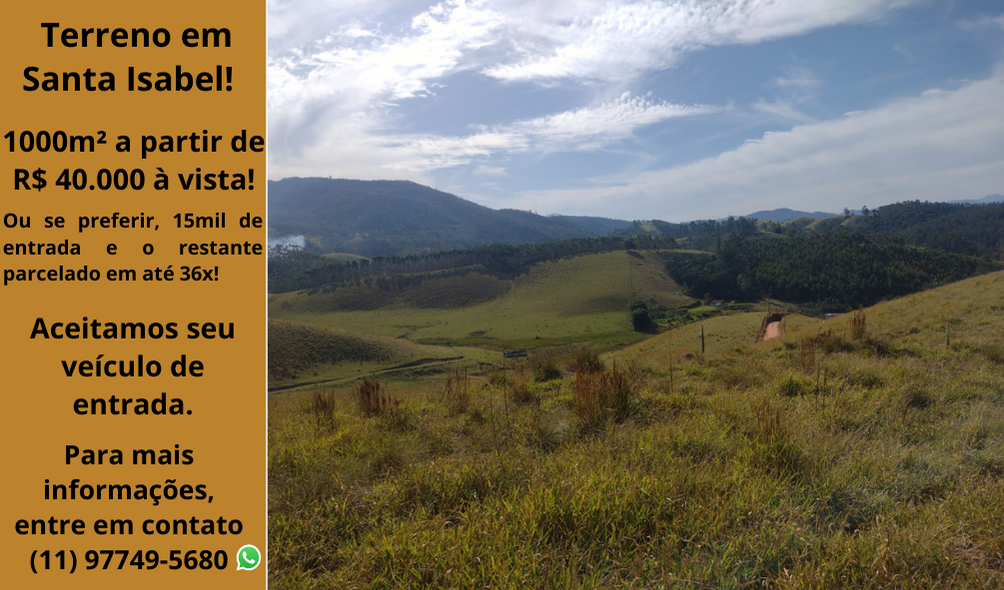 Terreno em
Santa Isabel!
1000m² a partir de
R$ 40.000 à vista!
Ou se preferir, 15mil de
entrada e o restante
parcelado em até 36x!
Aceitamos seu
veículo de
entrada.
Para mais
informações,
entre em contato
(11) 97749-5680